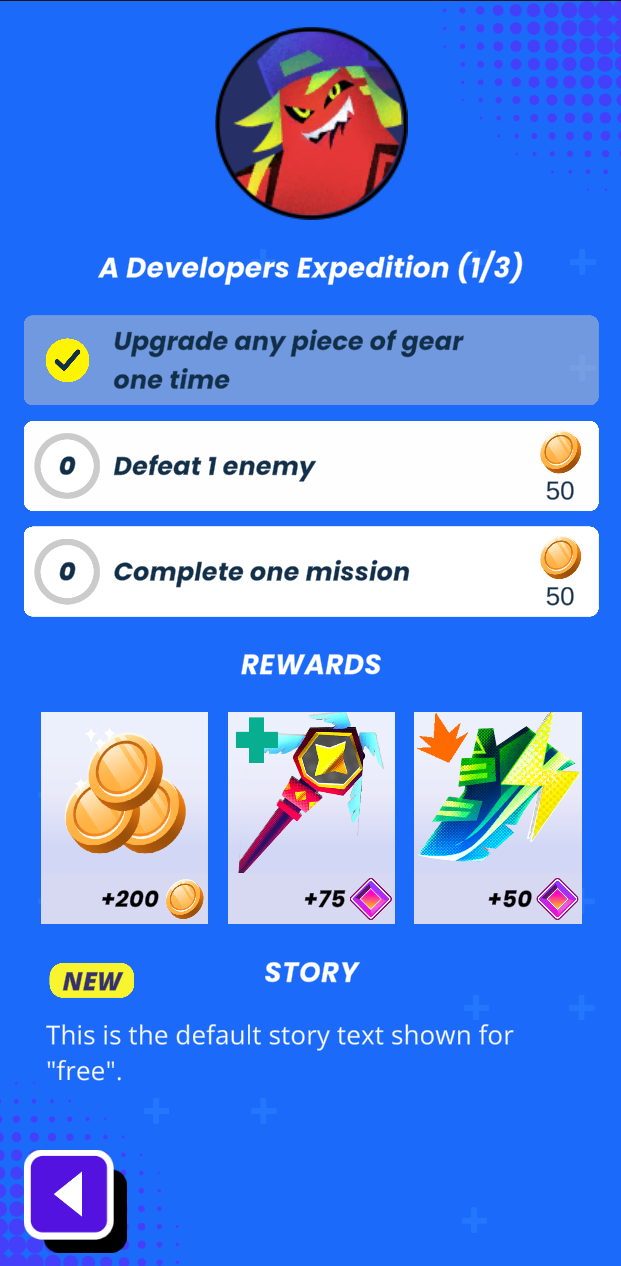 A Developers Expedition (1/3)
Upgrade any piece of gear
one time
0 Defeat 1 enemy
50
0 Complete one mission
50
REWARDS
+200 +75 +50
NEW STORY
This is the default story text shown for
"free".